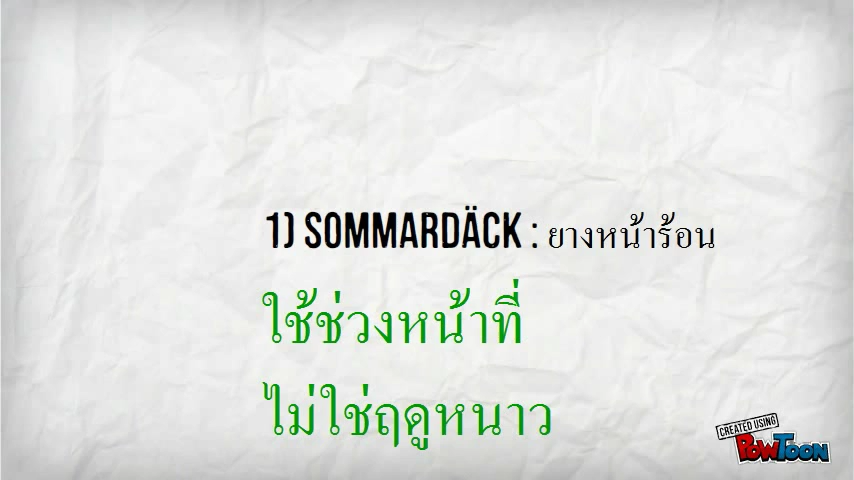 1) SOMMARDÄCK : ยางหน้าร้อน
ใช้ช่วงหน้าที่
ไม่ใช่ฤดูหนาว
CREATED USING
POWTOON